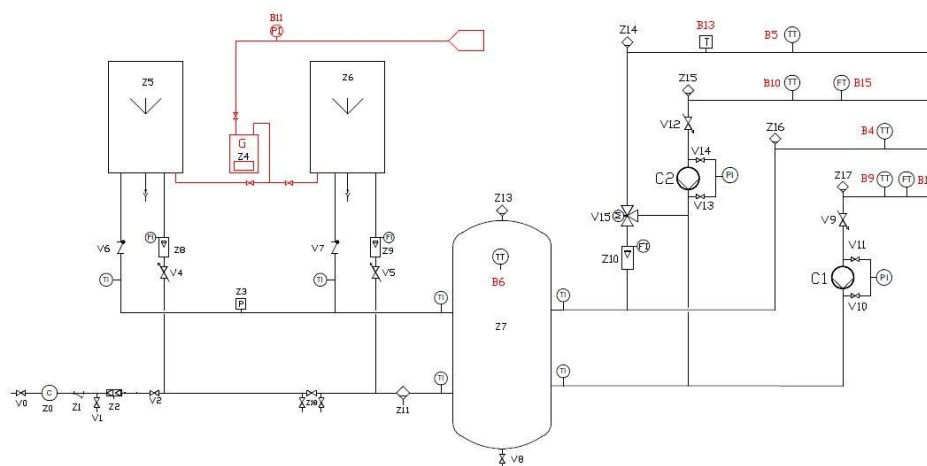 B11
PI
Z14
B13
T
B5
TT
Z5
Z6
Z15
B10
TT
FT
B15
V12
G
Z4
Z16
B4
TT
V14
C2
PI
Z17
B9
TT
FT
B1
V13
Z13
V15
M
V9
V6
FI
Z8
V7
FI
Z9
TT
FI
Z10
V11
V4
V5
B6
C1
PI
TI
TI
Z3
P
TI
TI
V10
Z7
TI
TI
V0
C
Z0
Z1
V1
Z2
V2
Z11
V8